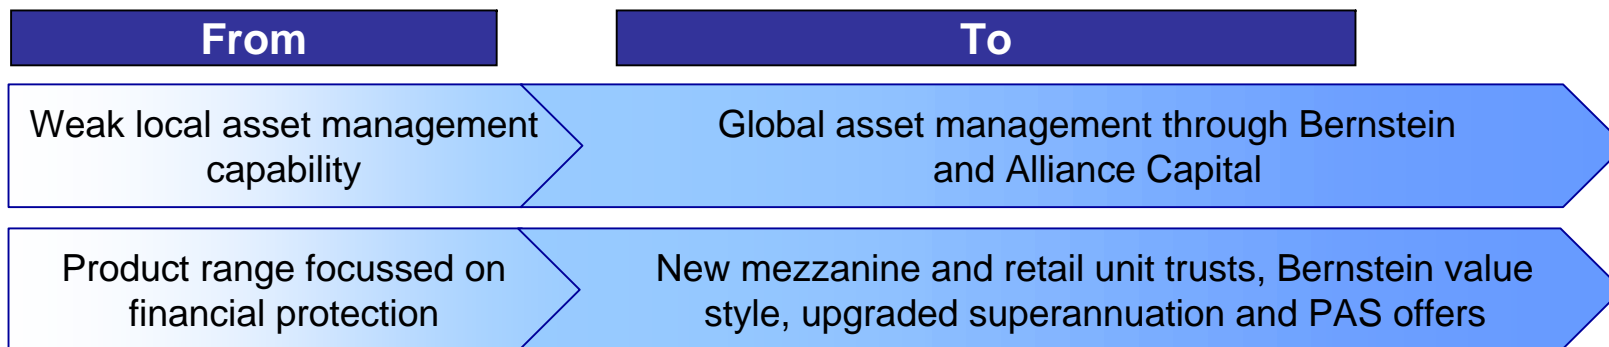 From
To
Weak local asset management
capability
Global asset management through Bernstein
and Alliance Capital
Product range focussed on
financial protection
New mezzanine and retail unit trusts, Bernstein value
style, upgraded superannuation and PAS offers